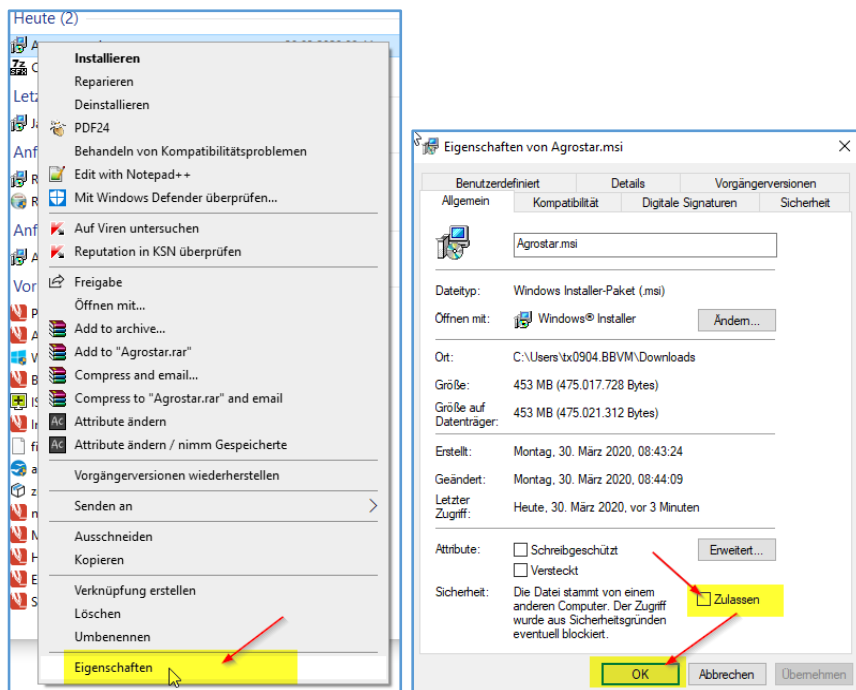 Heute (2)
Installieren
Reparieren
Deinstallieren
PDF24
Behandeln von Kompatibilitätsproblemen
Edit with Notepad++
Mit Windows Defender überprüfen...
Auf Viren untersuchen
Reputation in KSN überprüfen
Freigabe
Öffnen mit...
Add to archive...
Add to "Agrostar.rar"
Compress and email...
Compress to "Agrostar.rar" and email
Attribute ändern
Attribute ändern / nimm Gespeicherte
Vorgängerversionen wiederherstellen
Senden an
Ausschneiden
Kopieren
Verknüpfung erstellen
Löschen
Umbenennen
Eigenschaften
Eigenschaften von Agrostar.msi
Benutzerdefiniert Details Vorgängerversionen
Allgemein Kompatibilität Digitale Signaturen Sicherheit
Agrostar.msi
Dateityp: Windows Installer-Paket (.msi)
Öffnen mit: Windows® Installer Ändern...
Ort: C:\Users\tx0904.BBVM\Downloads
Größe: 453 MB (475.017.728 Bytes)
Größe auf
Datenträger: 453 MB (475.021.312 Bytes)
Erstellt: Montag, 30. März 2020, 08:43:24
Geändert: Montag, 30. März 2020, 08:44:09
Letzter
Zugriff: Heute, 30. März 2020, vor 3 Minuten
Attribute: Schreibgeschützt Erweitert...
Versteckt
Sicherheit: Die Datei stammt von einem
anderen Computer. Der Zugriff
wurde aus Sicherheitsgründen
eventuell blockiert.
Zulassen
OK Abbrechen Übernehmen